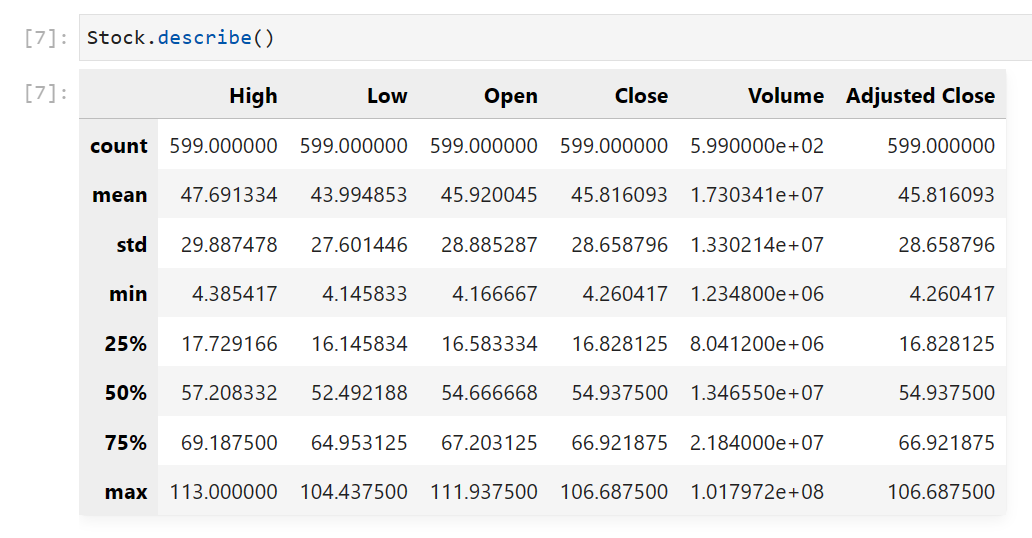 [7]: Stock.describe()
[7]: High Low Open Close Volume Adjusted Close
count 599.000000 599.000000 599.000000 599.000000 5.990000e+02 599.000000
mean 47.691334 43.994853 45.920045 45.816093 1.730341e+07 45.816093
std 29.887478 27.601446 28.885287 28.658796 1.330214e+07 28.658796
min 4.385417 4.145833 4.166667 4.260417 1.234800e+06 4.260417
25% 17.729166 16.145834 16.583334 16.828125 8.041200e+06 16.828125
50% 57.208332 52.492188 54.666668 54.937500 1.346550e+07 54.937500
75% 69.187500 64.953125 67.203125 66.921875 2.184000e+07 66.921875
max 113.000000 104.437500 111.937500 106.687500 1.017972e+08 106.687500